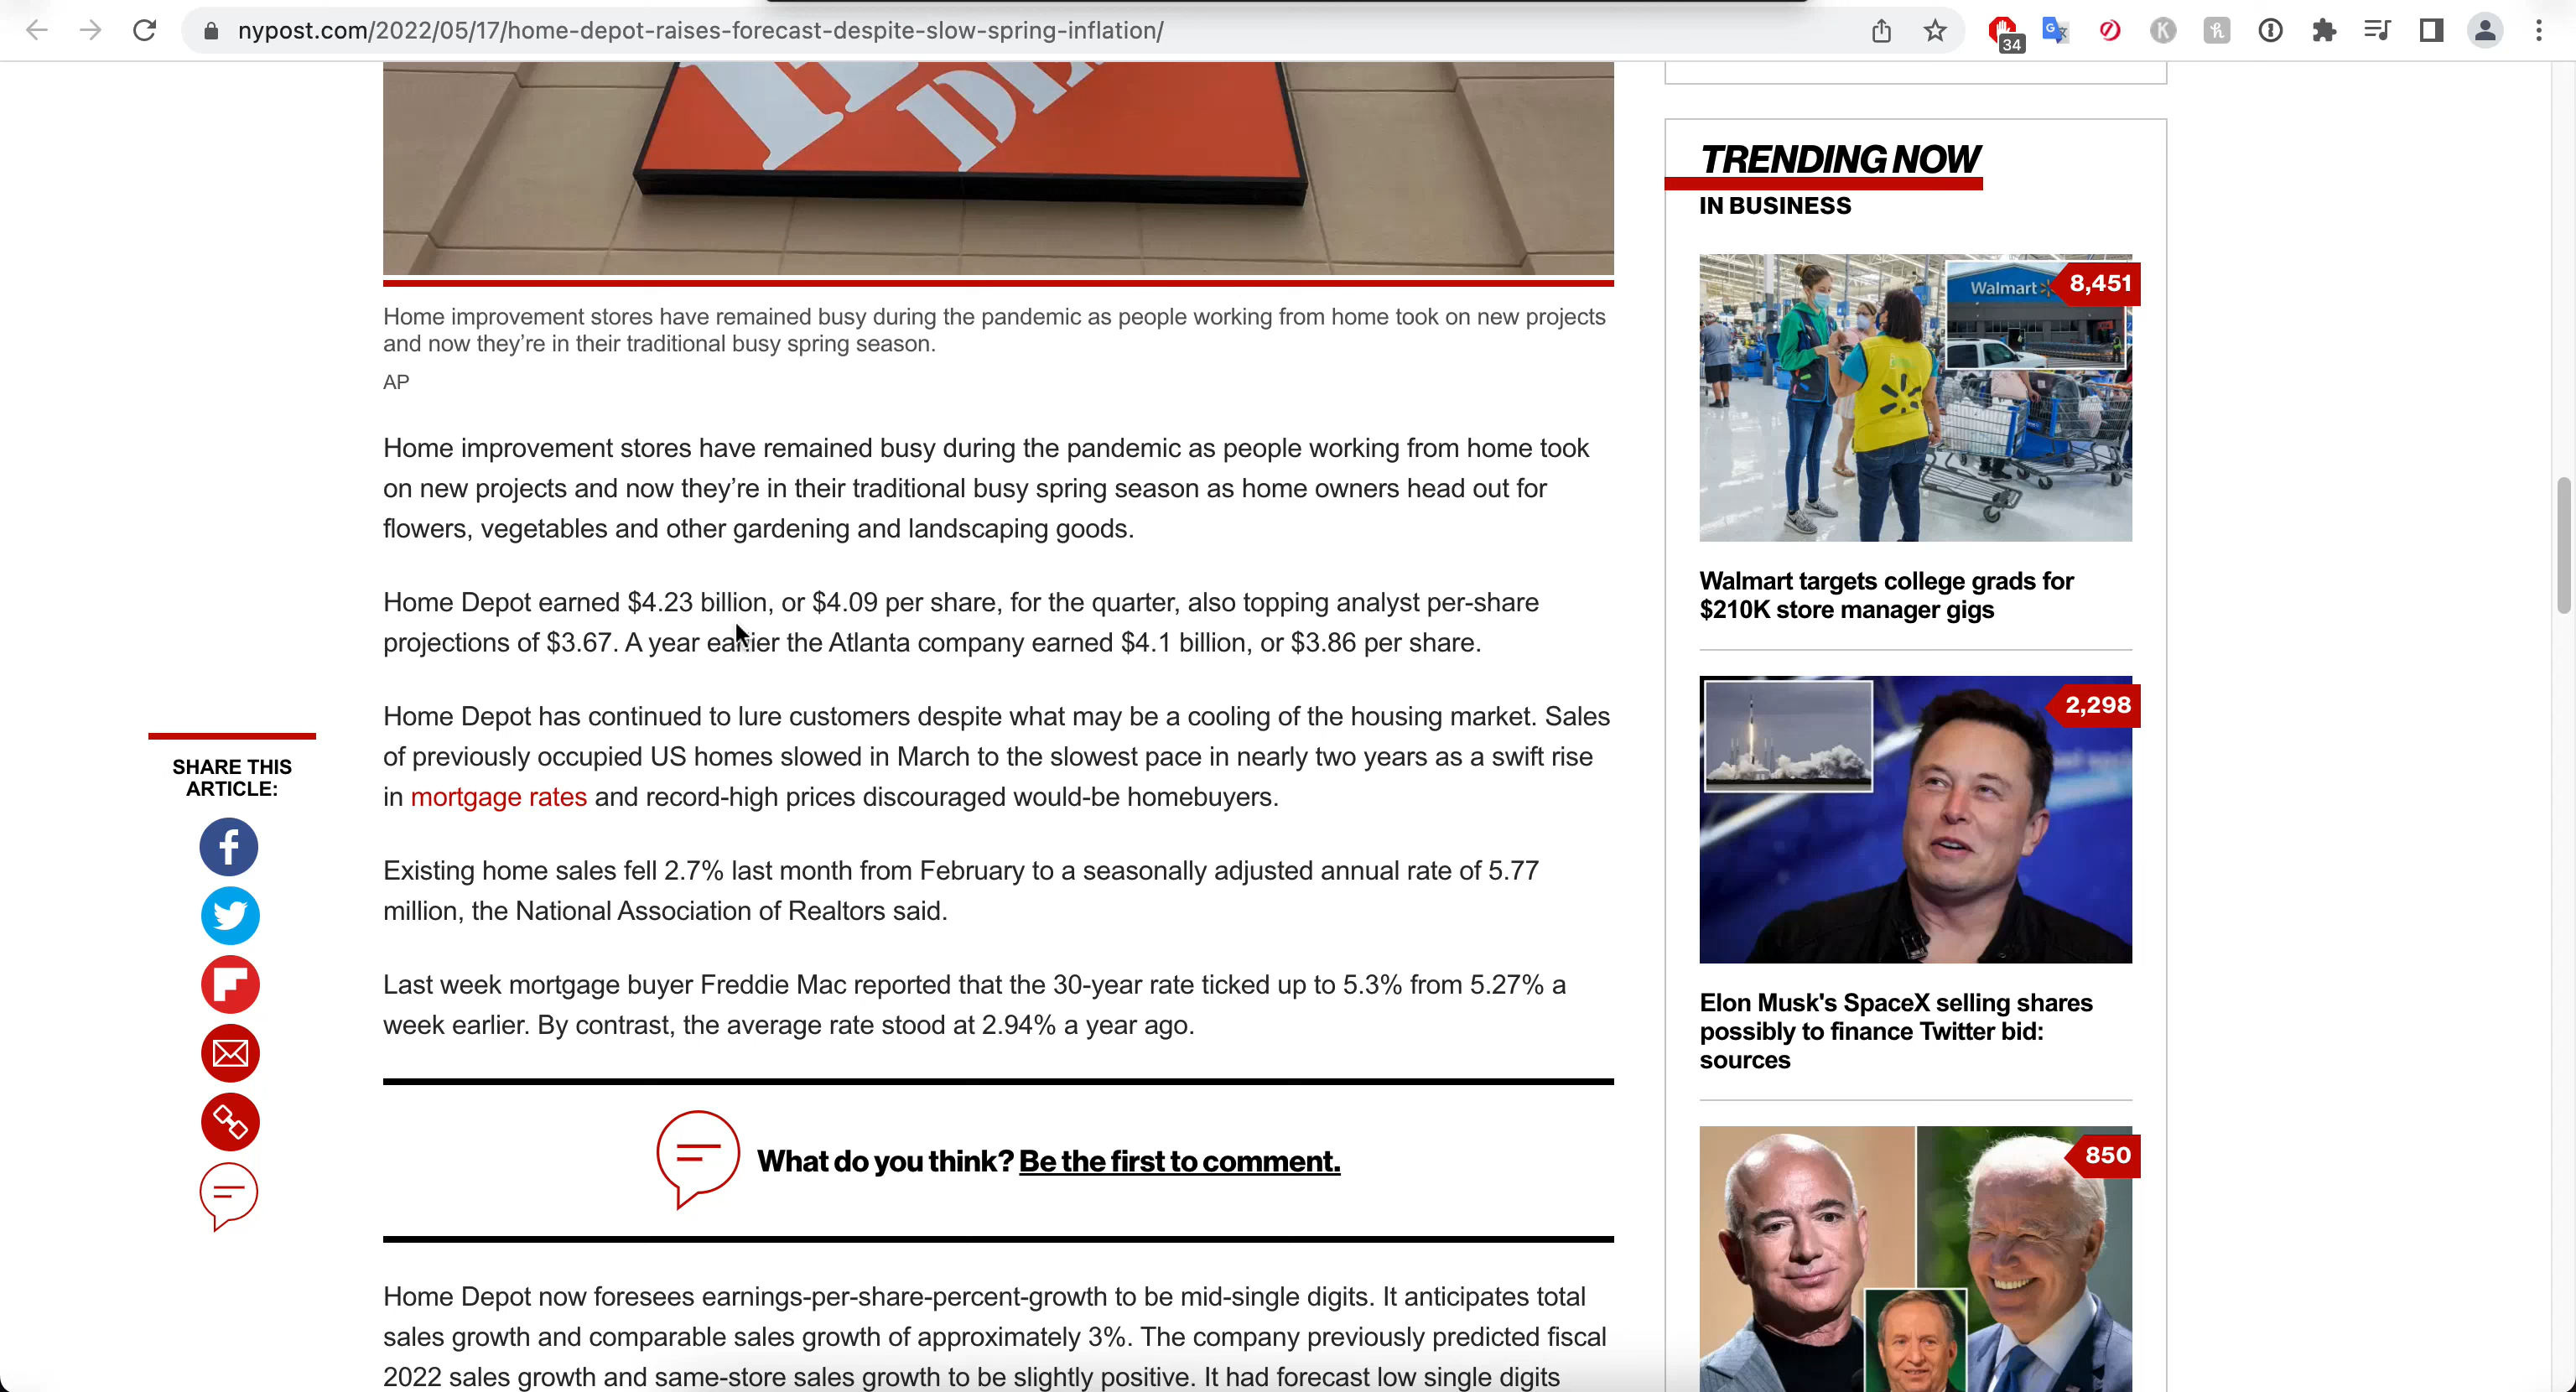 nypost.com/2022/05/17/home-depot-raises-forecast-despite-slow-spring-inflation/
34
Home improvement stores have remained busy during the pandemic as people working from home took on new projects
and now they’re in their traditional busy spring season.
AP
Home improvement stores have remained busy during the pandemic as people working from home took
on new projects and now they’re in their traditional busy spring season as home owners head out for
flowers, vegetables and other gardening and landscaping goods.
Home Depot earned $4.23 billion, or $4.09 per share, for the quarter, also topping analyst per-share
projections of $3.67. A year earlier the Atlanta company earned $4.1 billion, or $3.86 per share.
Home Depot has continued to lure customers despite what may be a cooling of the housing market. Sales
of previously occupied US homes slowed in March to the slowest pace in nearly two years as a swift rise
in mortgage rates and record-high prices discouraged would-be homebuyers.
Existing home sales fell 2.7% last month from February to a seasonally adjusted annual rate of 5.77
million, the National Association of Realtors said.
Last week mortgage buyer Freddie Mac reported that the 30-year rate ticked up to 5.3% from 5.27% a
week earlier. By contrast, the average rate stood at 2.94% a year ago.
What do you think? Be the first to comment.
Home Depot now foresees earnings-per-share-percent-growth to be mid-single digits. It anticipates total
sales growth and comparable sales growth of approximately 3%. The company previously predicted fiscal
2022 sales growth and same-store sales growth to be slightly positive. It had forecast low single digits
SHARE THIS
ARTICLE:
TRENDING NOW
IN BUSINESS
Walmart
8,451
Walmart targets college grads for
$210K store manager gigs
2,298
Elon Musk's SpaceX selling shares
possibly to finance Twitter bid:
sources
850